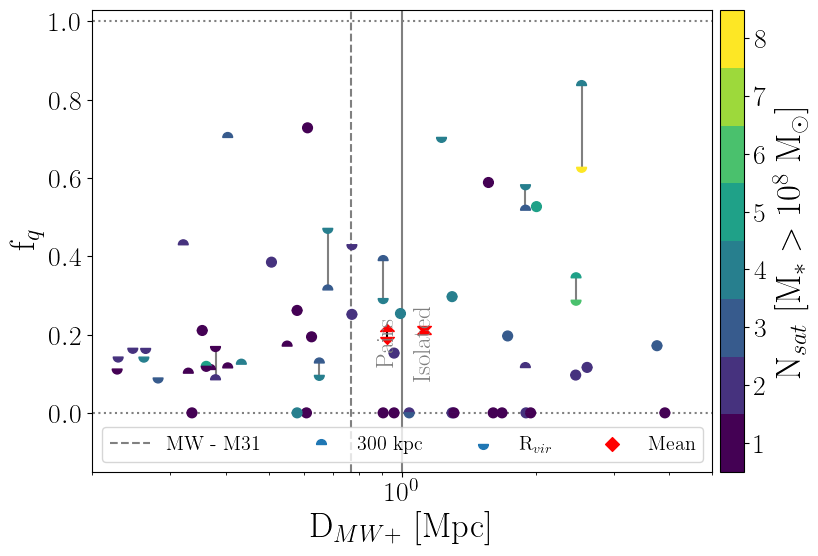 1.0
0.8
0.6
0.4
0.2
0.0
f_q
Pairs
Isolated
MW - M31
300 kpc
R_vir
Mean
10^0
D_MW+ [Mpc]
8
7
6
5
4
3
2
1
N_sat [M_* > 10^8 M_⊙]